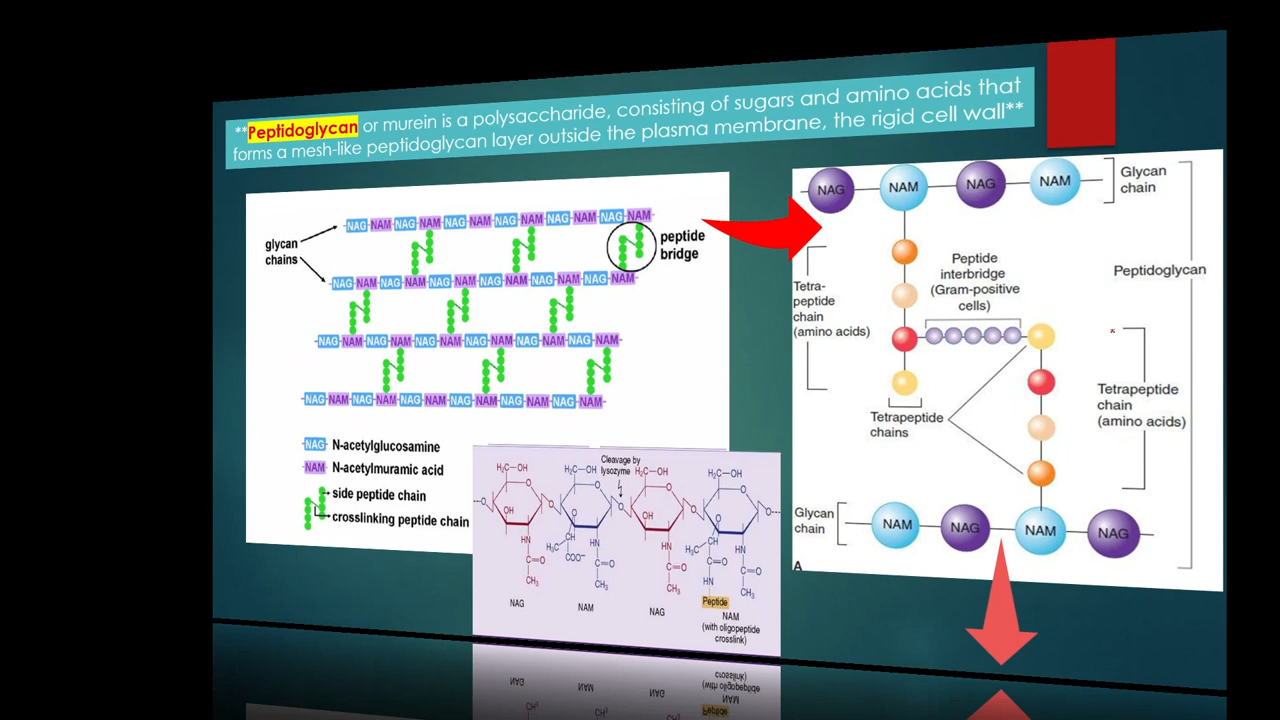 **Peptidoglycan or murein is a polysaccharide, consisting of sugars and amino acids that
forms a mesh-like peptidoglycan layer outside the plasma membrane, the rigid cell wall**
glycan
chains
NAG NAM NAG NAM NAG NAM NAG NAM NAG NAM NAG NAM
peptide
bridge
NAG NAM NAG NAM NAG NAM NAG NAM NAG NAM NAG NAM
NAG NAM NAG NAM NAG NAM NAG NAM NAG NAM NAG NAM
NAG NAM NAG NAM NAG NAM NAG NAM NAG NAM NAG NAM
NAG N-acetylglucosamine
NAM N-acetylmuramic acid
side peptide chain
crosslinking peptide chain
Cleavage by
lysozyme
H₂C—OH H₂C—OH H₂C—OH H₂C—OH
O O O O
O O O
OH OH
O O
H₃C—CH H₃C—CH
COO⁻
HN HN HN HN
C=O C=O C=O C=O
CH₃ CH₃ CH₃ CH₃
HN
Peptide
NAG NAM NAG NAM
(with oligopeptide
crosslink)
NAG NAM NAG NAM
Glycan
chain
Tetra-
peptide
chain
(amino acids)
Peptide
interbridge
(Gram-positive
cells)
Peptidoglycan
Tetrapeptide
chains
Tetrapeptide
chain
(amino acids)
Glycan
chain
NAM NAG NAM NAG
A